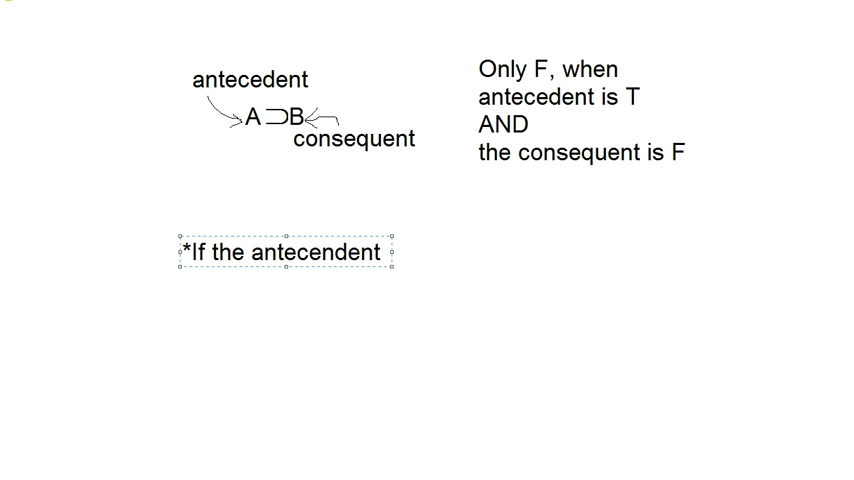 antecedent
A ⊃ B
consequent
Only F, when
antecedent is T
AND
the consequent is F
*If the antecendent